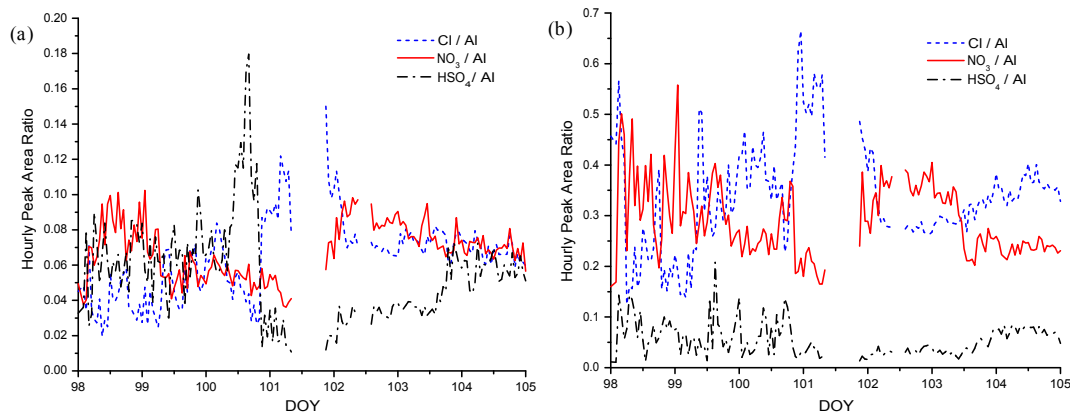 (a)
Hourly Peak Area Ratio
0.20
0.18
0.16
0.14
0.12
0.10
0.08
0.06
0.04
0.02
0.00
Cl / Al
NO3 / Al
HSO4/ Al
98 99 100 101 102 103 104 105
DOY
(b)
Hourly Peak Area Ratio
0.7
0.6
0.5
0.4
0.3
0.2
0.1
0.0
Cl / Al
NO3 / Al
HSO4 / Al
98 99 100 101 102 103 104 105
DOY